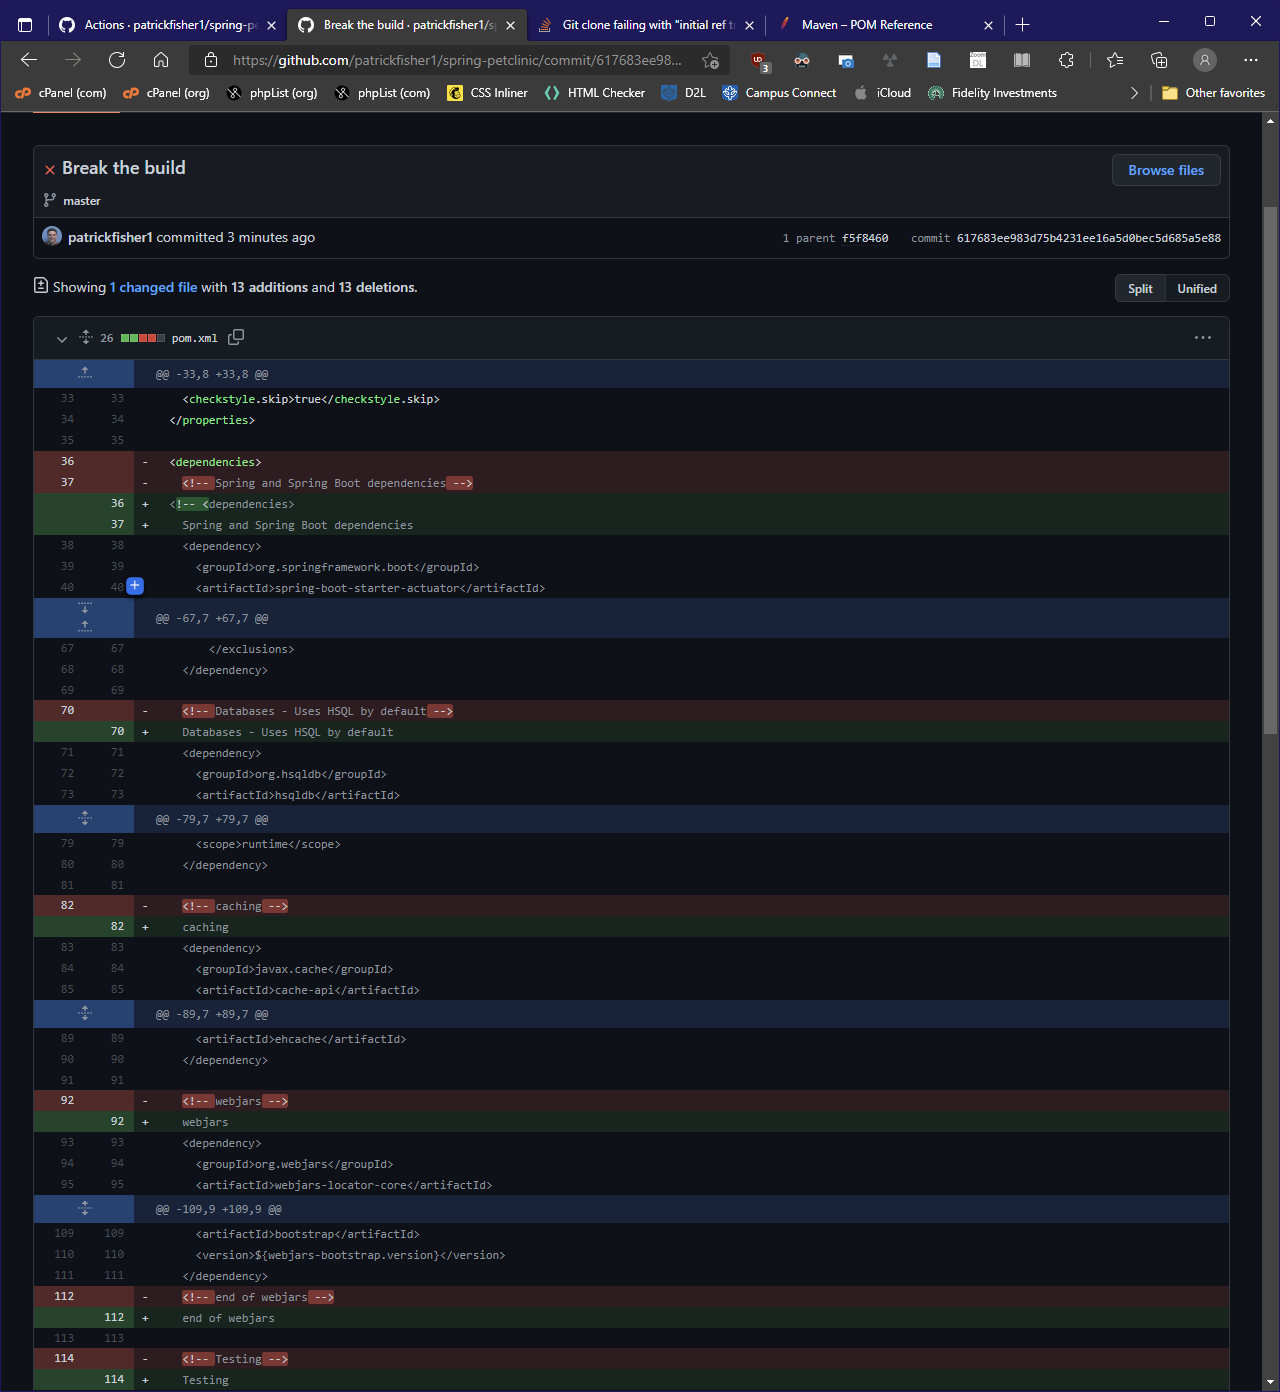 Actions · patrickfisher1/spring-pe
Break the build · patrickfisher1/s
Git clone failing with "initial ref t
Maven – POM Reference
https://github.com/patrickfisher1/spring-petclinic/commit/617683ee98...
3
cPanel (com)
cPanel (org)
phpList (org)
phpList (com)
CSS Inliner
HTML Checker
D2L
Campus Connect
iCloud
Fidelity Investments
Other favorites
Break the build
Browse files
master
patrickfisher1 committed 3 minutes ago
1 parent f5f8460 commit 617683ee983d75b4231ee16a5d0bec5d685a5e88
Showing 1 changed file with 13 additions and 13 deletions.
Split Unified
26 pom.xml
@@ -33,8 +33,8 @@
33 33 <checkstyle.skip>true</checkstyle.skip>
34 34 </properties>
35 35
36 - <dependencies>
37 - <!-- Spring and Spring Boot dependencies -->
36 + <!-- <dependencies>
37 + Spring and Spring Boot dependencies
38 38 <dependency>
39 39 <groupId>org.springframework.boot</groupId>
40 40 <artifactId>spring-boot-starter-actuator</artifactId>
@@ -67,7 +67,7 @@
67 67 </exclusions>
68 68 </dependency>
69 69
70 - <!-- Databases - Uses HSQL by default -->
70 + Databases - Uses HSQL by default
71 71 <dependency>
72 72 <groupId>org.hsqldb</groupId>
73 73 <artifactId>hsqldb</artifactId>
@@ -79,7 +79,7 @@
79 79 <scope>runtime</scope>
80 80 </dependency>
81 81
82 - <!-- caching -->
82 + caching
83 83 <dependency>
84 84 <groupId>javax.cache</groupId>
85 85 <artifactId>cache-api</artifactId>
@@ -89,7 +89,7 @@
89 89 <artifactId>ehcache</artifactId>
90 90 </dependency>
91 91
92 - <!-- webjars -->
92 + webjars
93 93 <dependency>
94 94 <groupId>org.webjars</groupId>
95 95 <artifactId>webjars-locator-core</artifactId>
@@ -109,9 +109,9 @@
109 109 <artifactId>bootstrap</artifactId>
110 110 <version>${webjars-bootstrap.version}</version>
111 111 </dependency>
112 - <!-- end of webjars -->
112 + end of webjars
113 113
114 - <!-- Testing -->
114 + Testing